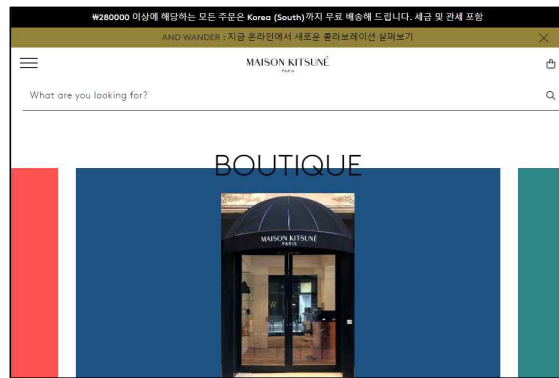 ₩280000 이상에 해당하는 모든 주문은 Korea (South)까지 무료 배송해 드립니다. 세금 및 관세 포함
AND WANDER : 지금 온라인에서 새로운 콜라보레이션 살펴보기
MAISON KITSUNÉ
PARIS
What are you looking for?
BOUTIQUE
MAISON KITSUNÉ
PARIS